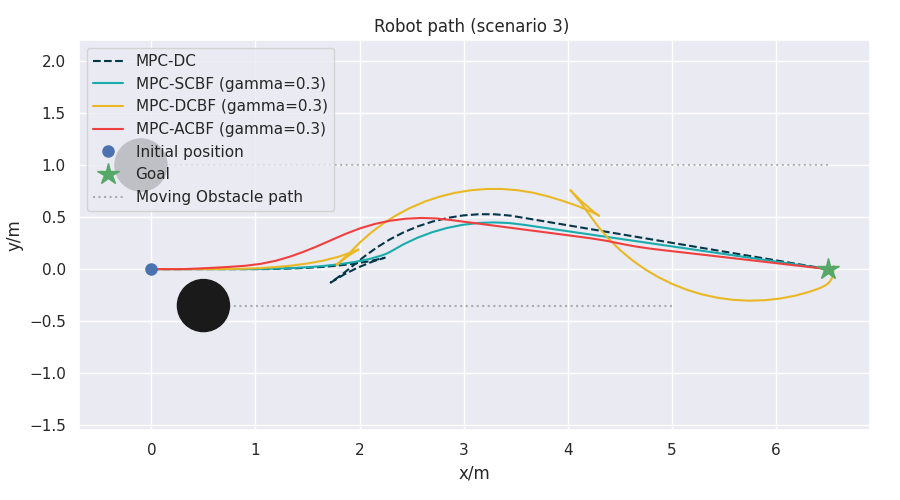 Robot path (scenario 3)
MPC-DC
MPC-SCBF (gamma=0.3)
MPC-DCBF (gamma=0.3)
MPC-ACBF (gamma=0.3)
Initial position
Goal
Moving Obstacle path
y/m
2.0
1.5
1.0
0.5
0.0
−0.5
−1.0
−1.5
0 1 2 3 4 5 6
x/m